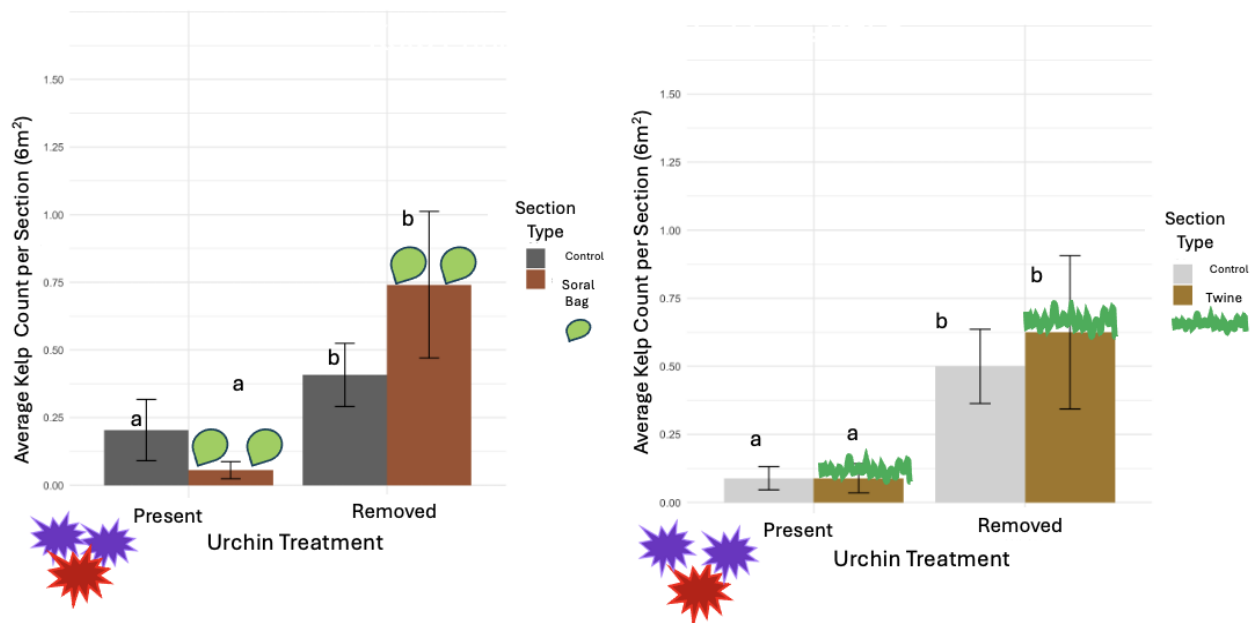 Average Kelp Count per Section (6m²)
1.50
1.25
1.00
0.75
0.50
0.25
0.00
a
a
b
b
Present
Removed
Urchin Treatment
Section
Type
Control
Soral
Bag
Average Kelp Count per Section (6m²)
1.50
1.25
1.00
0.75
0.50
0.25
0.00
a
a
b
b
Present
Removed
Urchin Treatment
Section
Type
Control
Twine